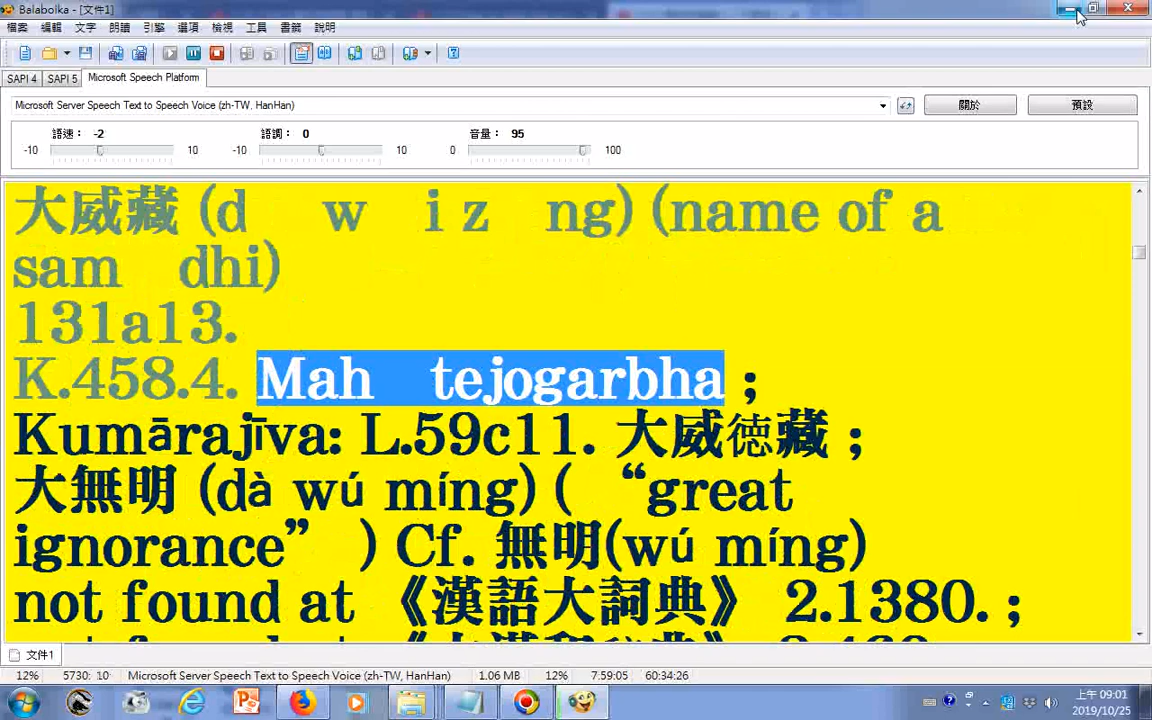 Balabolka - [文件1]
檔案 編輯 文字 朗讀 引擎 選項 檢視 工具 書籤 說明
SAPI 4 SAPI 5 Microsoft Speech Platform
Microsoft Server Speech Text to Speech Voice (zh-TW, HanHan) 關於 預設
語速: -2 語調: 0 音量: 95
-10 10 -10 10 0 100
大威藏 (d w i z ng) (name of a
sam dhi)
131a13.
K.458.4. Mah tejogarbha ;
Kumārajīva: L.59c11. 大威德藏 ;
大無明 (dà wú míng) ( “great
ignorance” ) Cf. 無明(wú míng)
not found at 《漢語大詞典》 2.1380. ;
文件1
12% 5730: 10 Microsoft Server Speech Text to Speech Voice (zh-TW, HanHan) 1.06 MB 12% 7:59:05 60:34:26
上午 09:01
2019/10/25